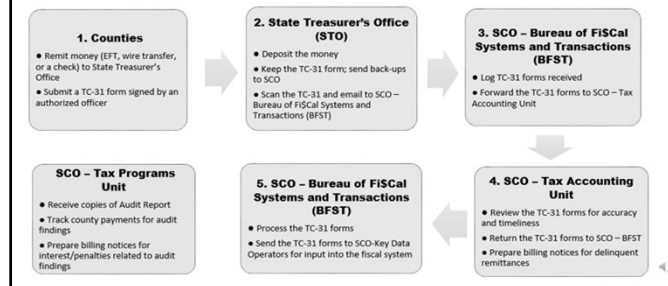 1. Counties
● Remit money (EFT, wire transfer,
or a check) to State Treasurer's
Office
● Submit a TC-31 form signed by an
authorized officer
2. State Treasurer's Office
(STO)
● Deposit the money
● Keep the TC-31 form; send back-ups
to SCO
● Scan the TC-31 and email to SCO –
Bureau of Fi$Cal Systems and
Transactions (BFST)
3. SCO – Bureau of Fi$Cal
Systems and Transactions
(BFST)
● Log TC-31 forms received
● Forward the TC-31 forms to SCO – Tax
Accounting Unit
4. SCO – Tax Accounting
Unit
● Review the TC-31 forms for accuracy
and timeliness
● Return the TC-31 forms to SCO – BFST
● Prepare billing notices for delinquent
remittances
5. SCO – Bureau of Fi$Cal
Systems and Transactions
(BFST)
● Process the TC-31 forms
● Send the TC-31 forms to SCO-Key Data
Operators for input into the fiscal system
SCO – Tax Programs
Unit
● Receive copies of Audit Report
● Track county payments for audit
findings
● Prepare billing notices for
interest/penalties related to audit
findings